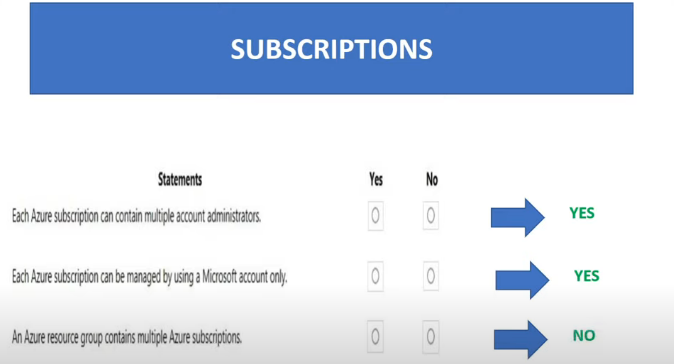 SUBSCRIPTIONS
Statements Yes No
Each Azure subscription can contain multiple account administrators. YES
Each Azure subscription can be managed by using a Microsoft account only. YES
An Azure resource group contains multiple Azure subscriptions. NO